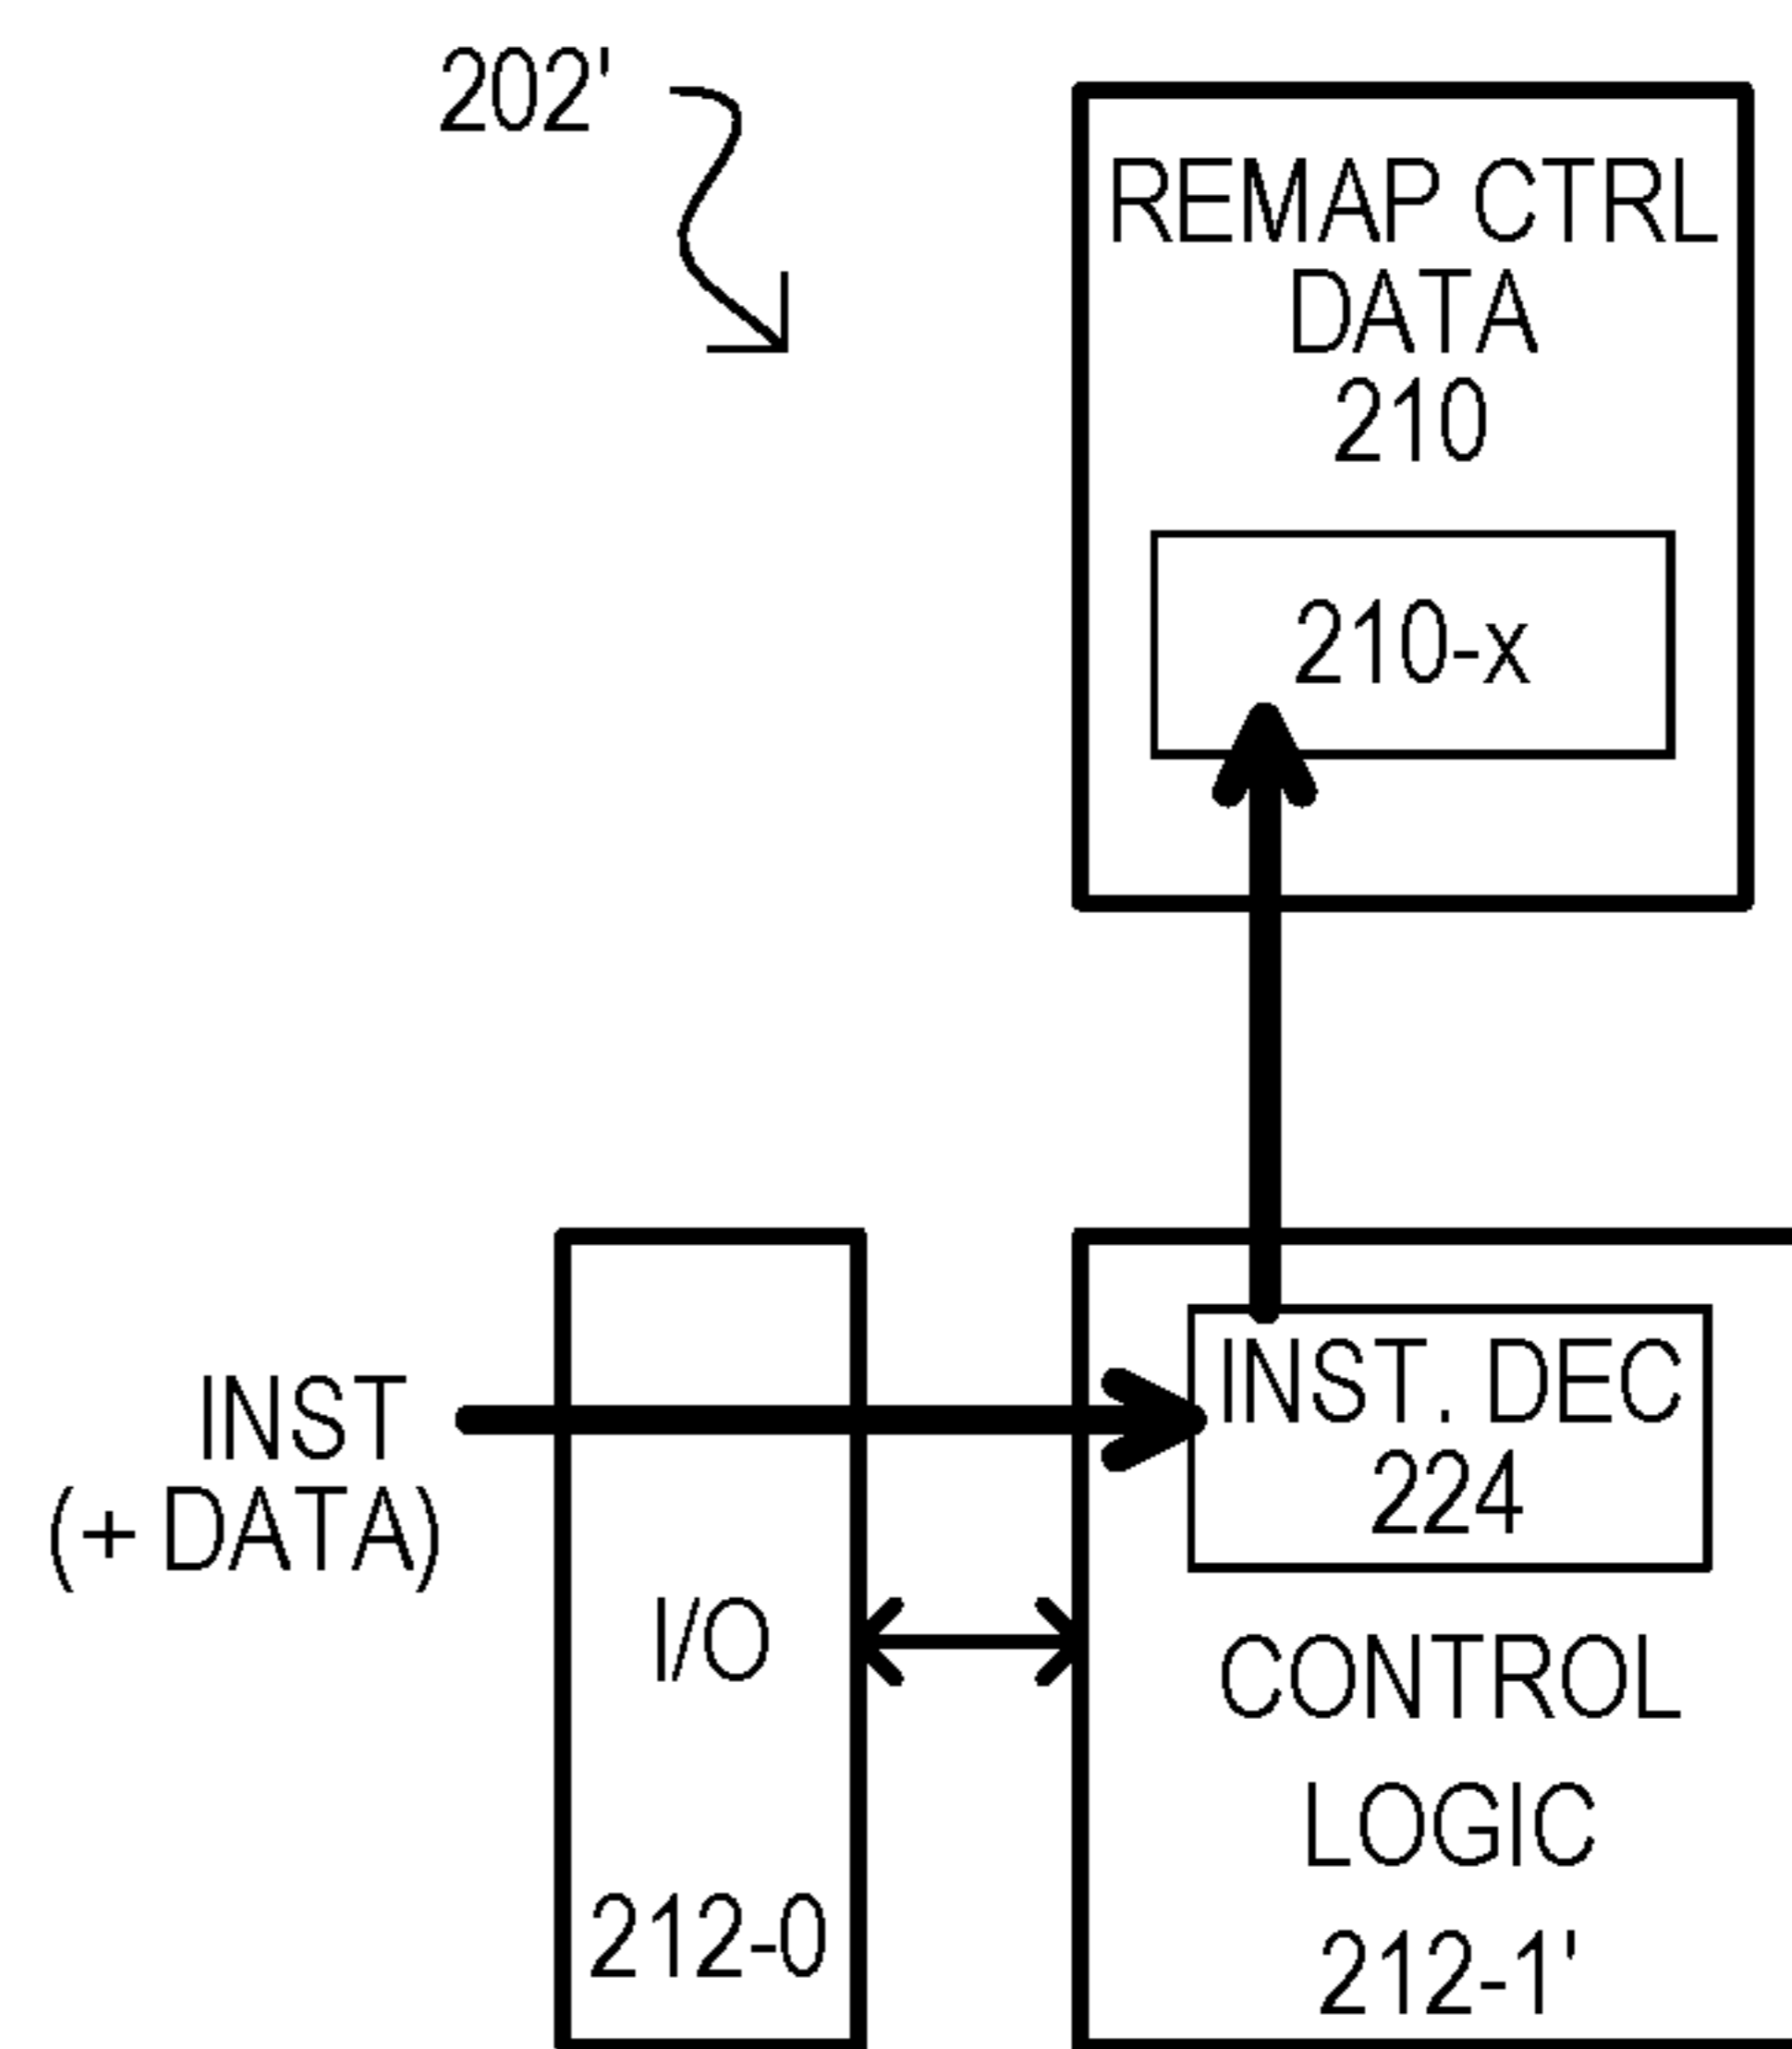 202'
REMAP CTRL
DATA
210
210-x
INST
(+ DATA)
I/O
212-0
INST. DEC
224
CONTROL
LOGIC
212-1'